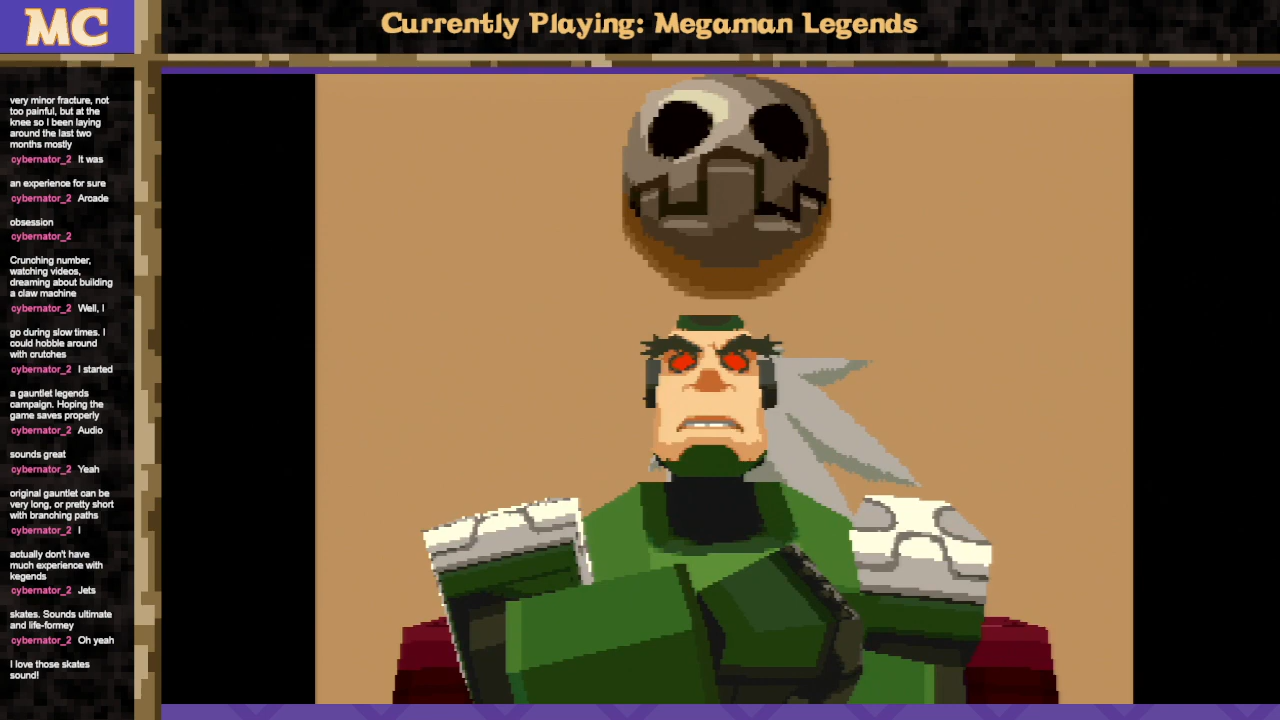 MC
Currently Playing: Megaman Legends
very minor fracture, not
too painful, but at the
knee so I been laying
around the last two
months mostly
cybernator_2 It was
an experience for sure
cybernator_2 Arcade
obsession
cybernator_2
Crunching number,
watching videos,
dreaming about building
a claw machine
cybernator_2 Well, I
go during slow times. I
could hobble around
with crutches
cybernator_2 I started
a gauntlet legends
campaign. Hoping the
game saves properly
cybernator_2 Audio
sounds great
cybernator_2 Yeah
original gauntlet can be
very long, or pretty short
with branching paths
cybernator_2 I
actually don't have
much experience with
kegends
cybernator_2 Jets
skates. Sounds ultimate
and life-formey
cybernator_2 Oh yeah
I love those skates
sound!